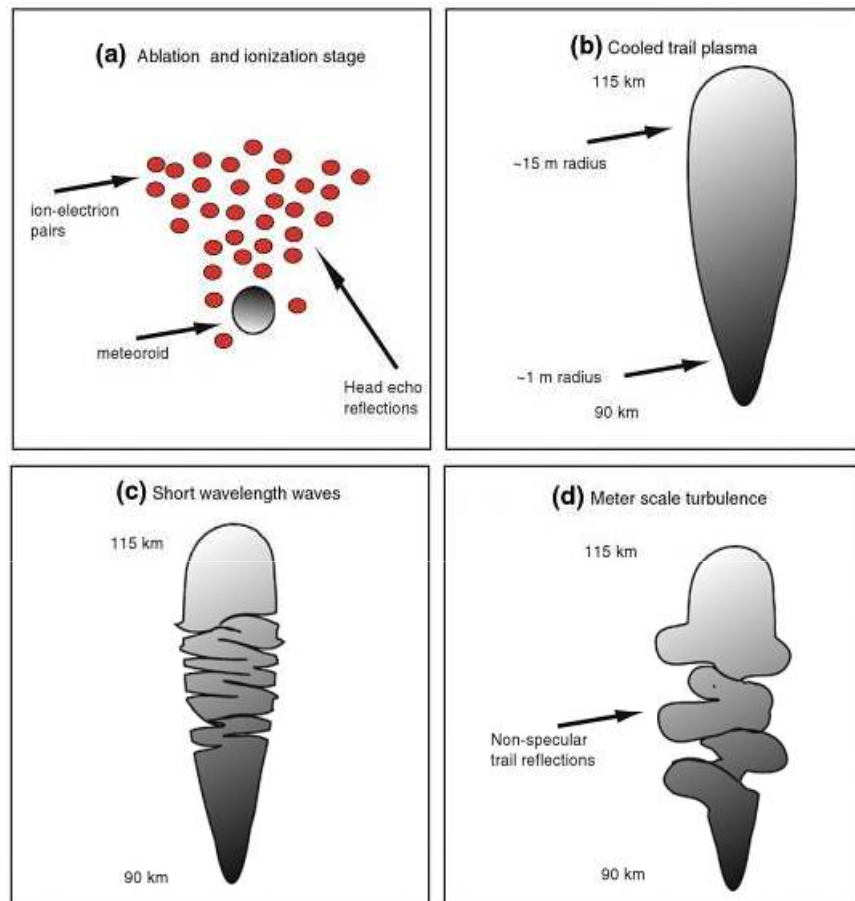 (a) Ablation and ionization stage
ion-electrion
pairs
meteoroid
Head echo
reflections
(b) Cooled trail plasma
115 km
~15 m radius
~1 m radius
90 km
(c) Short wavelength waves
115 km
90 km
(d) Meter scale turbulence
115 km
Non-specular
trail reflections
90 km